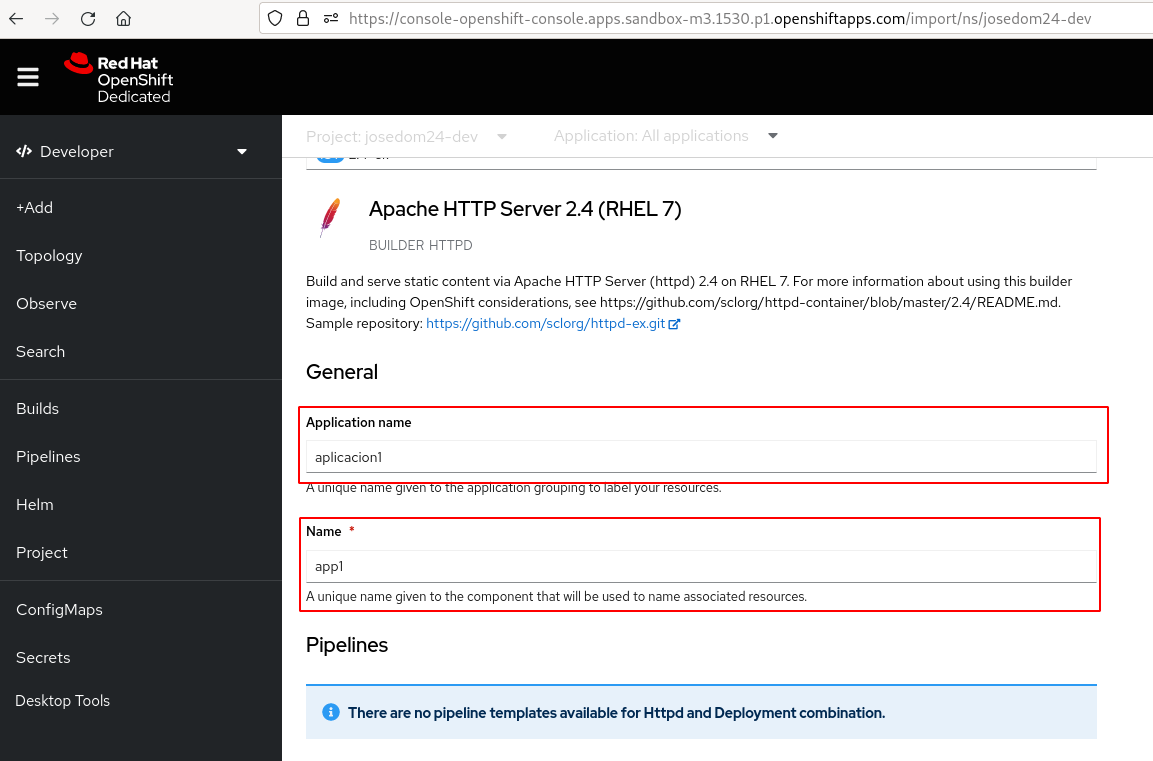 https://console-openshift-console.apps.sandbox-m3.1530.p1.openshiftapps.com/import/ns/josedom24-dev
Red Hat
OpenShift
Dedicated
Developer
+Add
Topology
Observe
Search
Builds
Pipelines
Helm
Project
ConfigMaps
Secrets
Desktop Tools
Project: josedom24-dev
Application: All applications
Apache HTTP Server 2.4 (RHEL 7)
BUILDER HTTPD
Build and serve static content via Apache HTTP Server (httpd) 2.4 on RHEL 7. For more information about using this builder
image, including OpenShift considerations, see https://github.com/sclorg/httpd-container/blob/master/2.4/README.md.
Sample repository: https://github.com/sclorg/httpd-ex.git
General
Application name
aplicacion1
A unique name given to the application grouping to label your resources.
Name *
app1
A unique name given to the component that will be used to name associated resources.
Pipelines
There are no pipeline templates available for Httpd and Deployment combination.